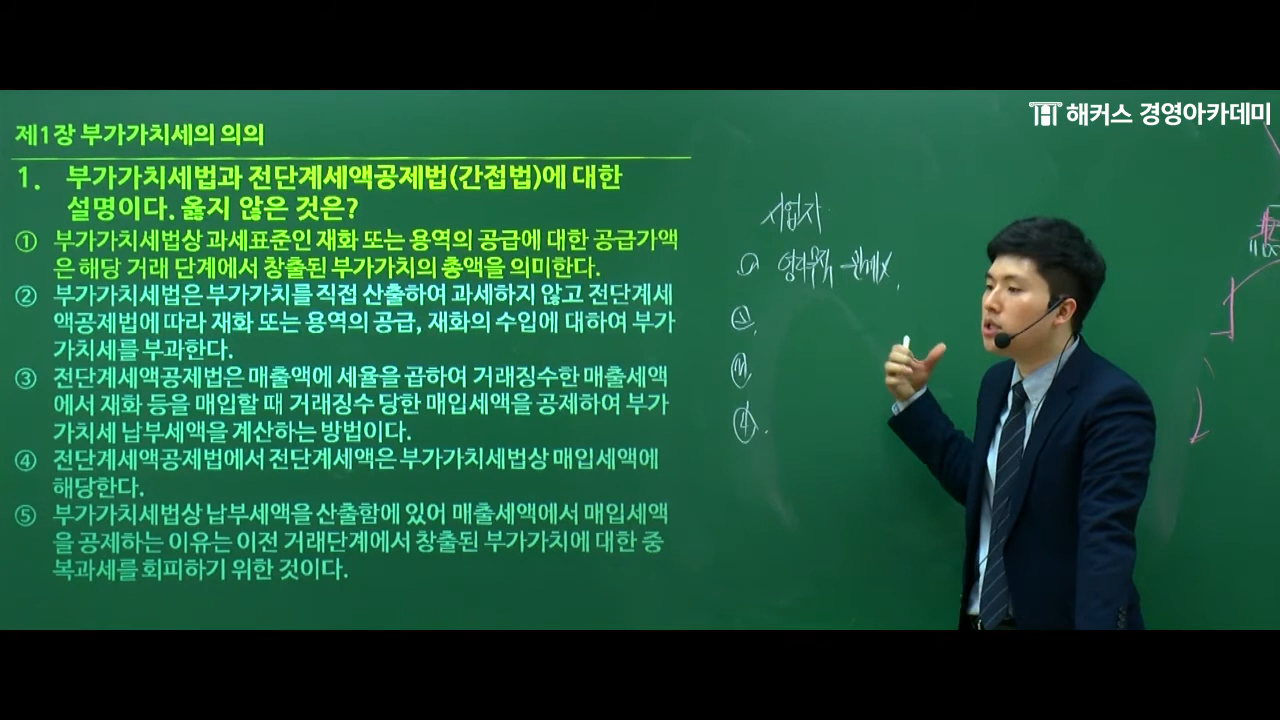 해커스 경영아카데미
제1장 부가가치세의 의의
1. 부가가치세법과 전단계세액공제법(간접법)에 대한
설명이다. 옳지 않은 것은?
① 부가가치세법상 과세표준인 재화 또는 용역의 공급에 대한 공급가액
은 해당 거래 단계에서 창출된 부가가치의 총액을 의미한다.
② 부가가치세법은 부가가치를 직접 산출하여 과세하지 않고 전단계세
액공제법에 따라 재화 또는 용역의 공급, 재화의 수입에 대하여 부가
가치세를 부과한다.
③ 전단계세액공제법은 매출액에 세율을 곱하여 거래징수한 매출세액
에서 재화 등을 매입할 때 거래징수 당한 매입세액을 공제하여 부가
가치세 납부세액을 계산하는 방법이다.
④ 전단계세액공제법에서 전단계세액은 부가가치세법상 매입세액에
해당한다.
⑤ 부가가치세법상 납부세액을 산출함에 있어 매출세액에서 매입세액
을 공제하는 이유는 이전 거래단계에서 창출된 부가가치에 대한 중
복과세를 회피하기 위한 것이다.
사업자
④.